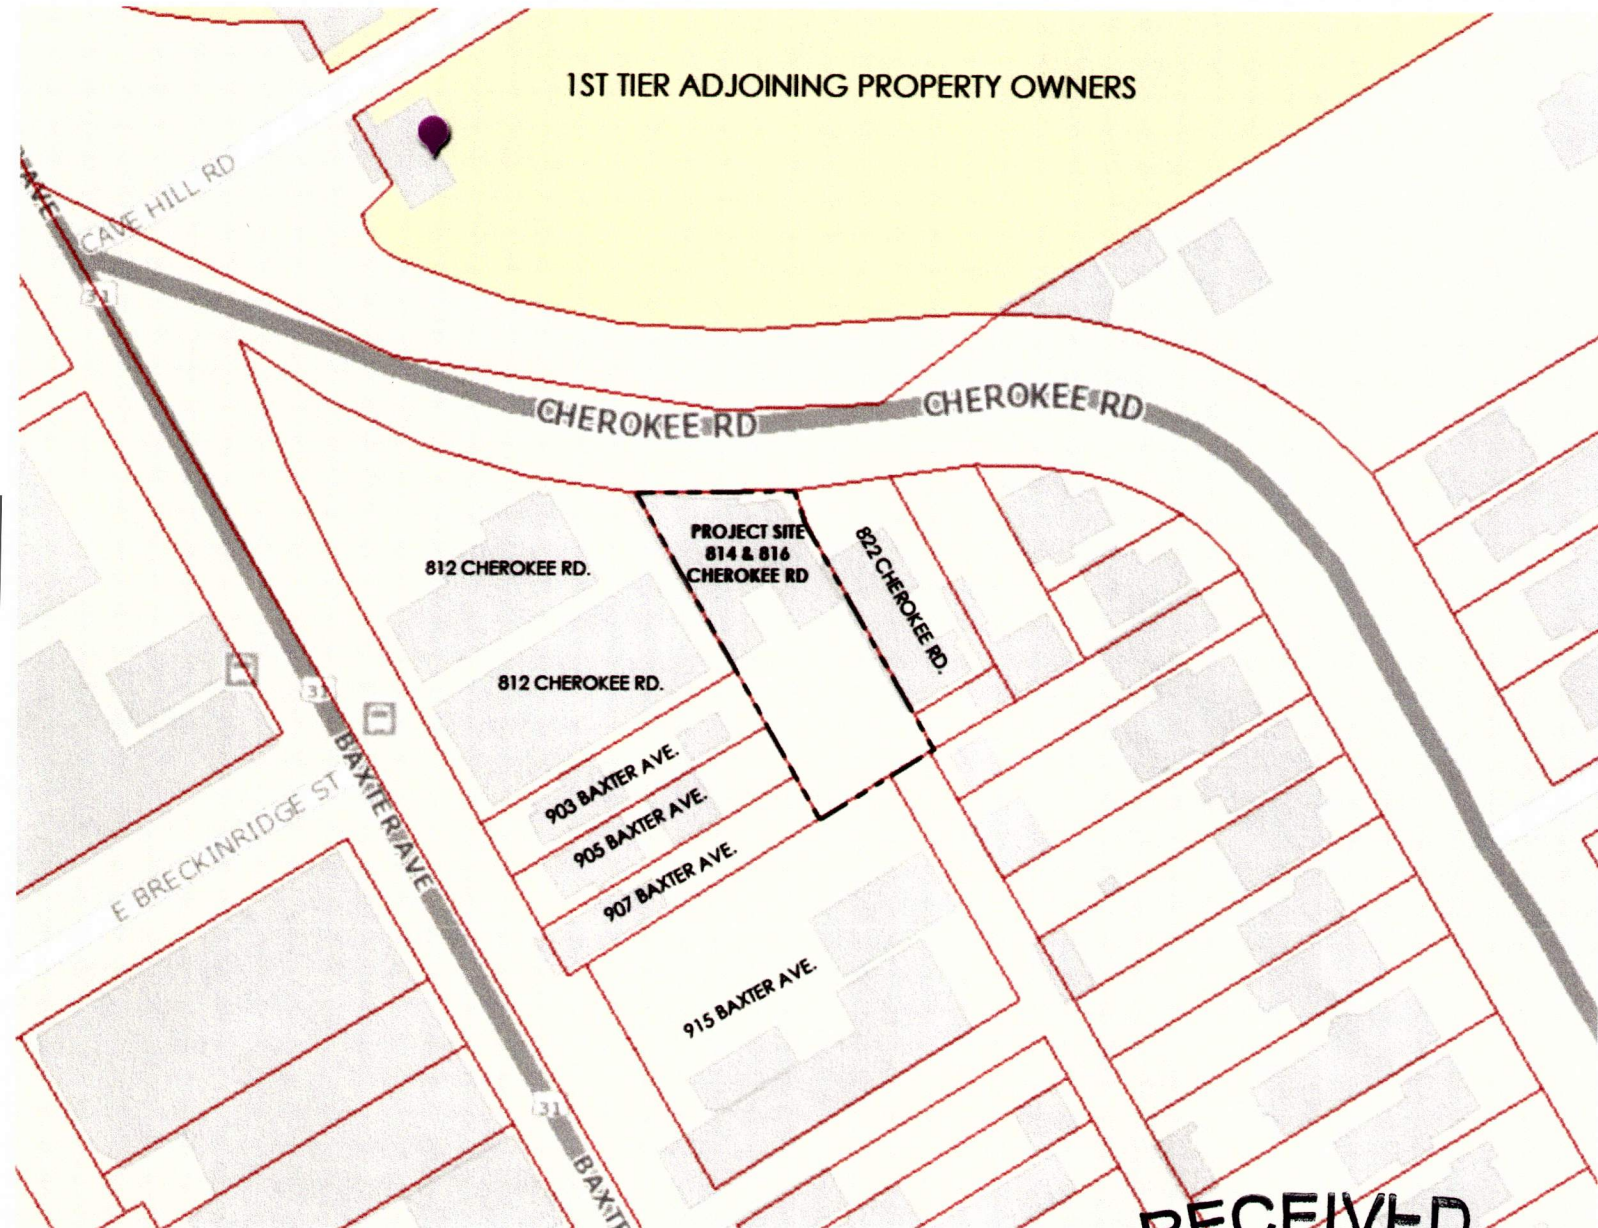 1ST TIER ADJOINING PROPERTY OWNERS
AVE
CAVE HILL RD
31
CHEROKEE RD
CHEROKEE RD
PROJECT SITE
814 & 816
CHEROKEE RD
822 CHEROKEE RD.
812 CHEROKEE RD.
812 CHEROKEE RD.
31
BAXTER AVE
E BRECKINRIDGE ST
903 BAXTER AVE.
905 BAXTER AVE.
907 BAXTER AVE.
915 BAXTER AVE.
31
RECEIVED